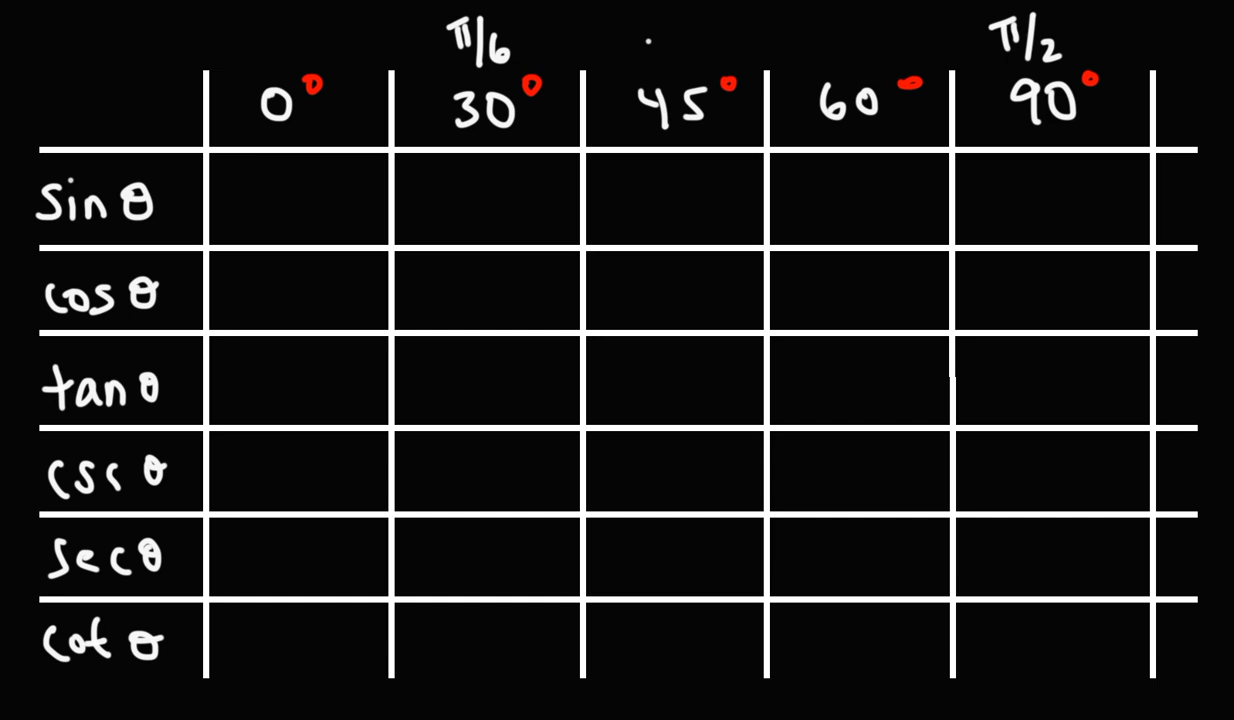 π/6 π/2
0° 30° 45° 60° 90°
sin θ
cos θ
tan θ
csc θ
sec θ
cot θ